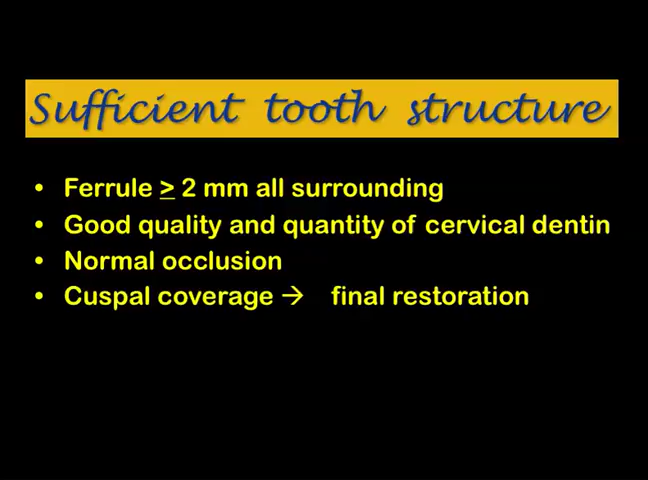 Sufficient tooth structure
• Ferrule ≥ 2 mm all surrounding
• Good quality and quantity of cervical dentin
• Normal occlusion
• Cuspal coverage → final restoration